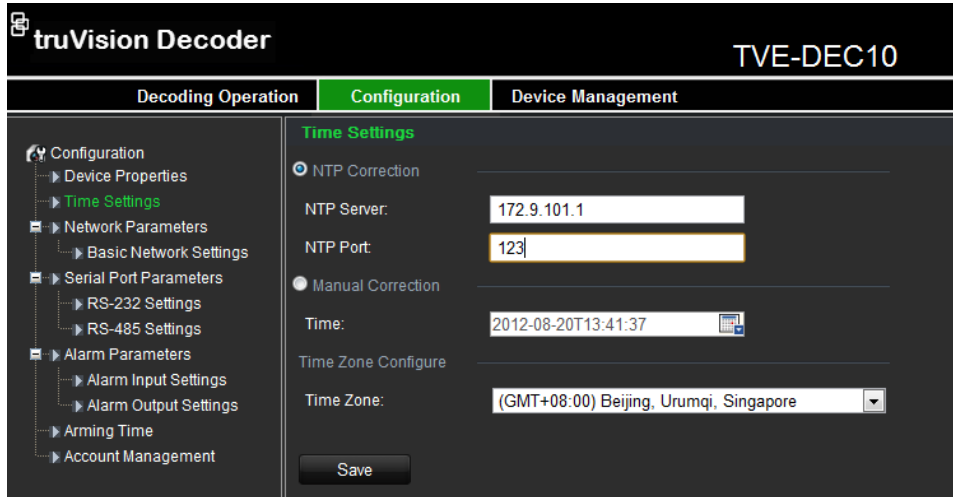 truVision Decoder
TVE-DEC10
Decoding Operation Configuration Device Management
Configuration
Device Properties
Time Settings
Network Parameters
Basic Network Settings
Serial Port Parameters
RS-232 Settings
RS-485 Settings
Alarm Parameters
Alarm Input Settings
Alarm Output Settings
Arming Time
Account Management
Time Settings
NTP Correction
NTP Server: 172.9.101.1
NTP Port: 123
Manual Correction
Time: 2012-08-20T13:41:37
Time Zone Configure
Time Zone: (GMT+08:00) Beijing, Urumqi, Singapore
Save